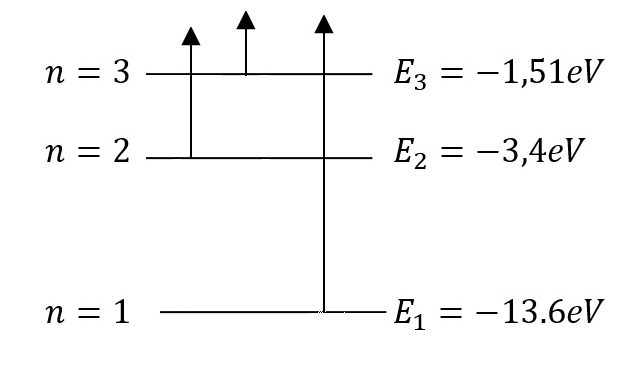 n = 3 E₃ = −1,51eV
n = 2 E₂ = −3,4eV
n = 1 E₁ = −13.6eV